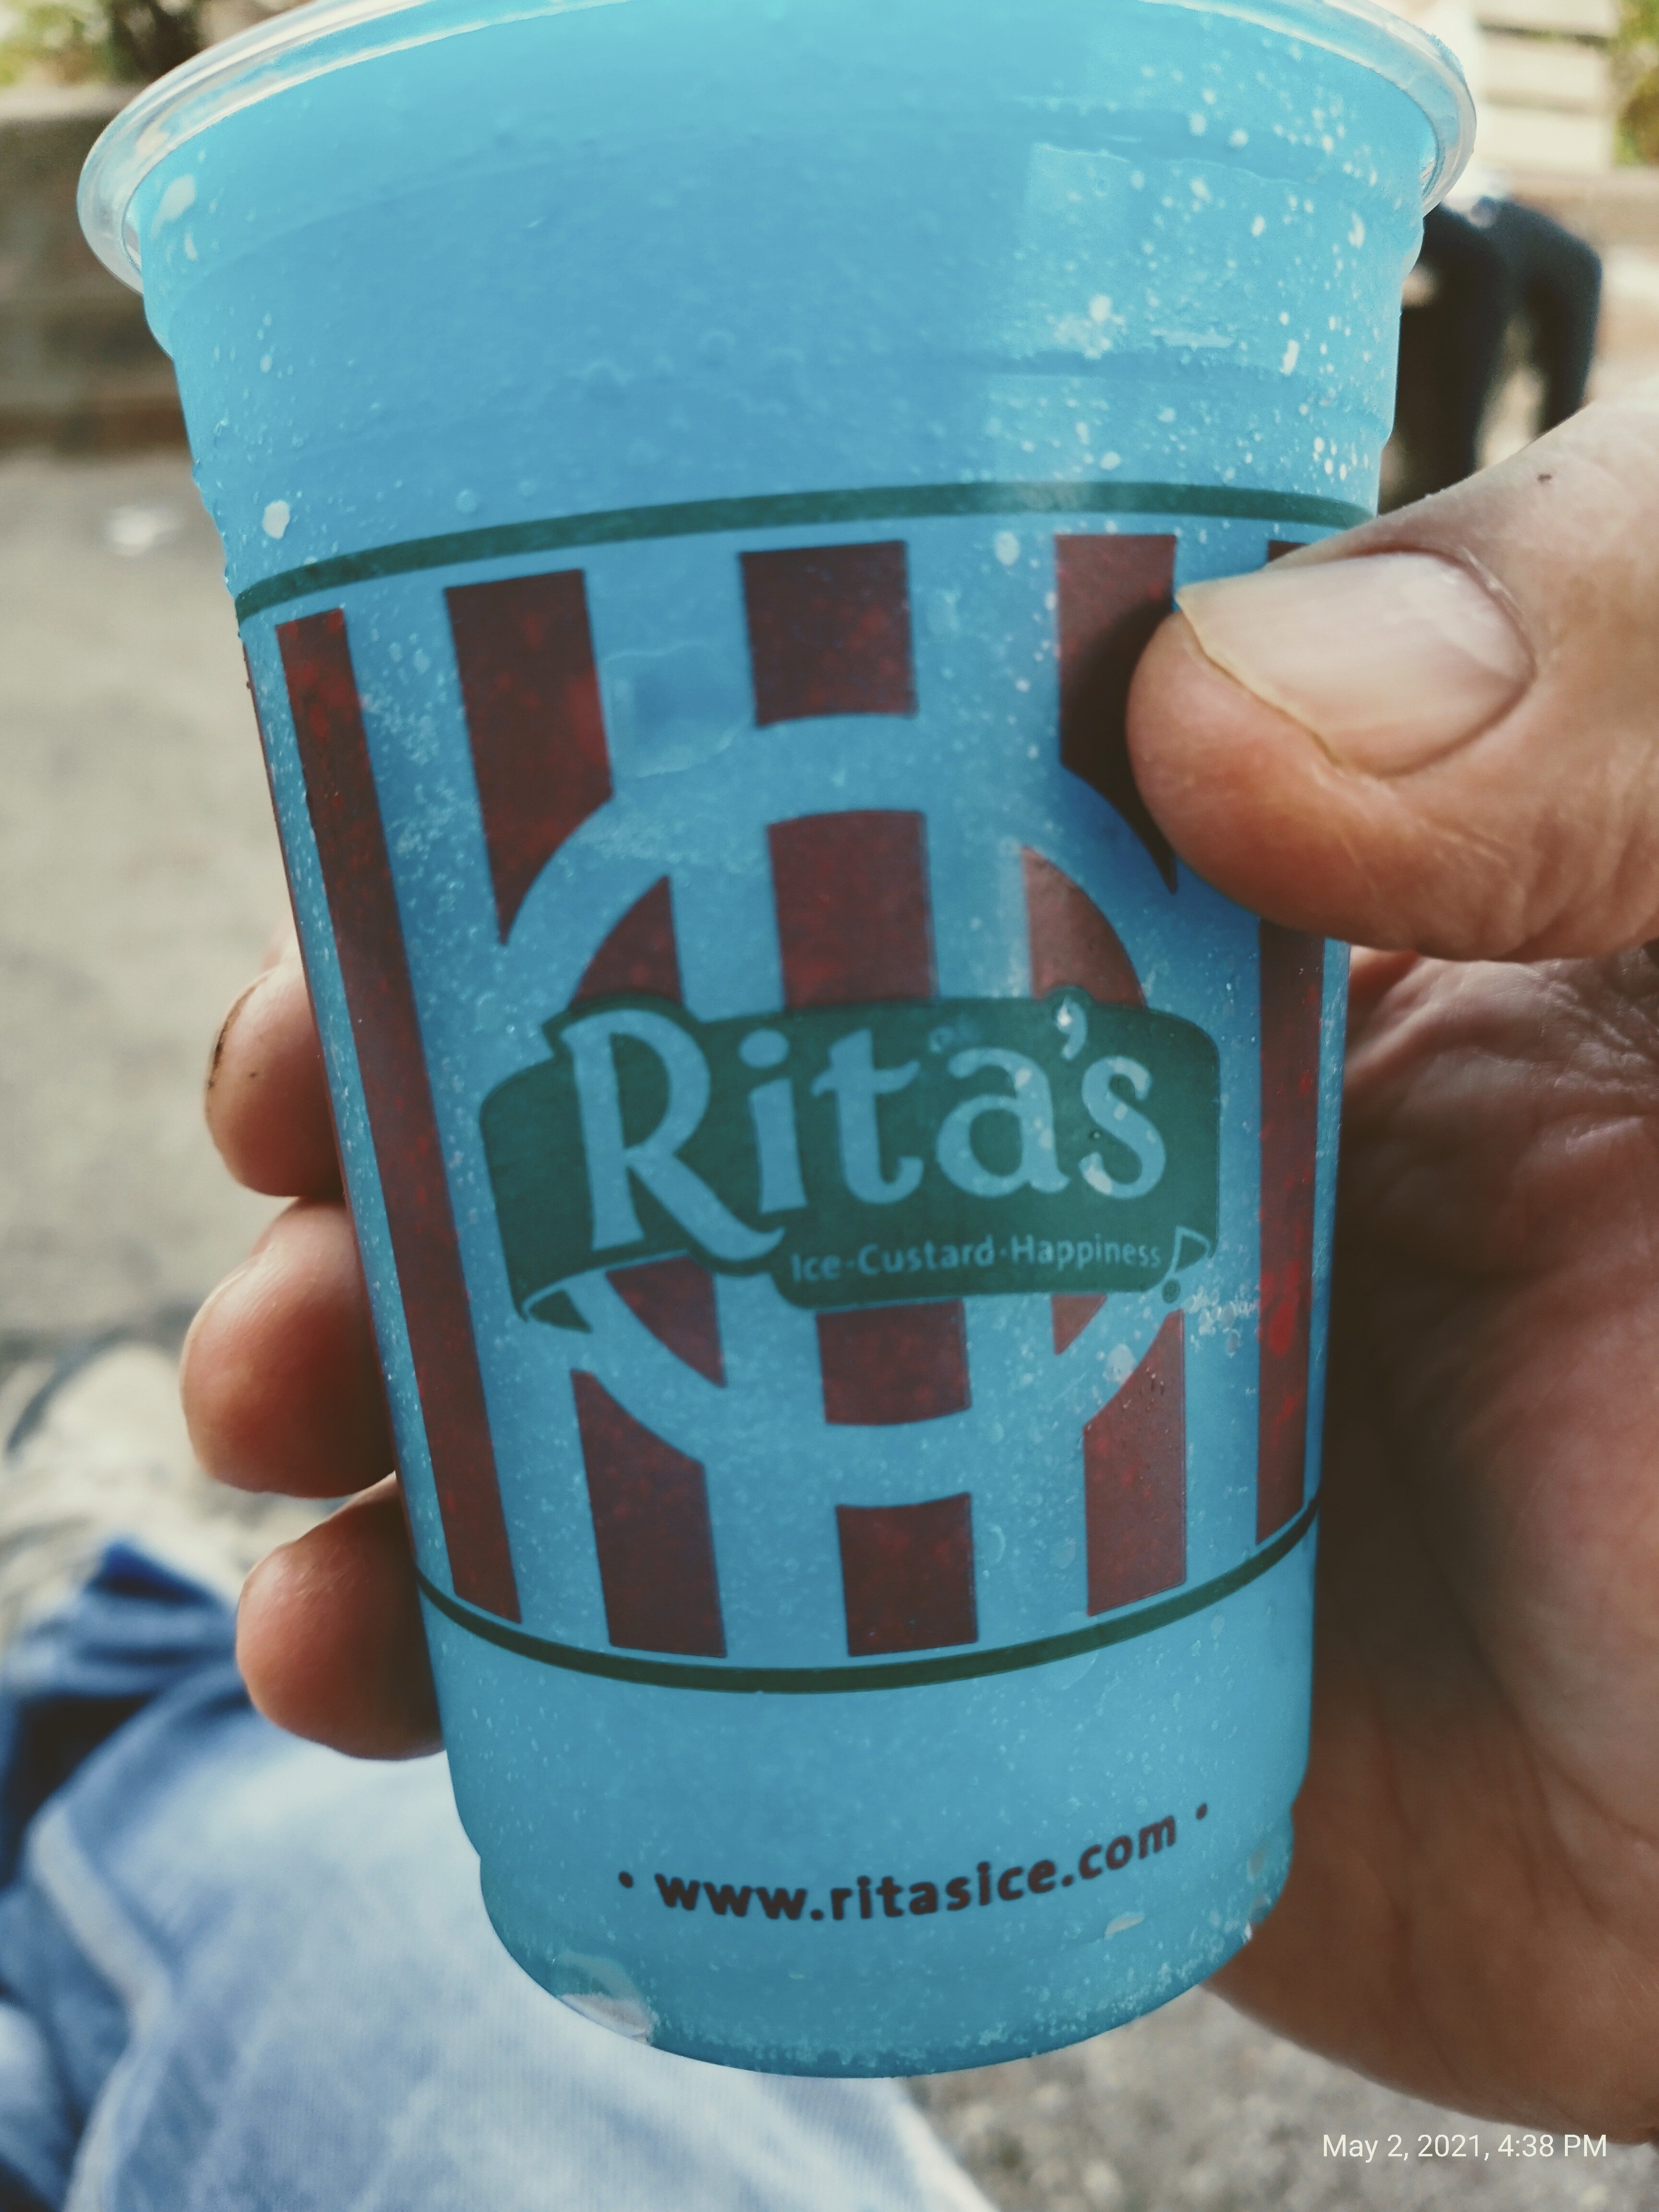 Rita's
Ice·Custard·Happiness
• www.ritasice.com •
May 2, 2021, 4:38 PM